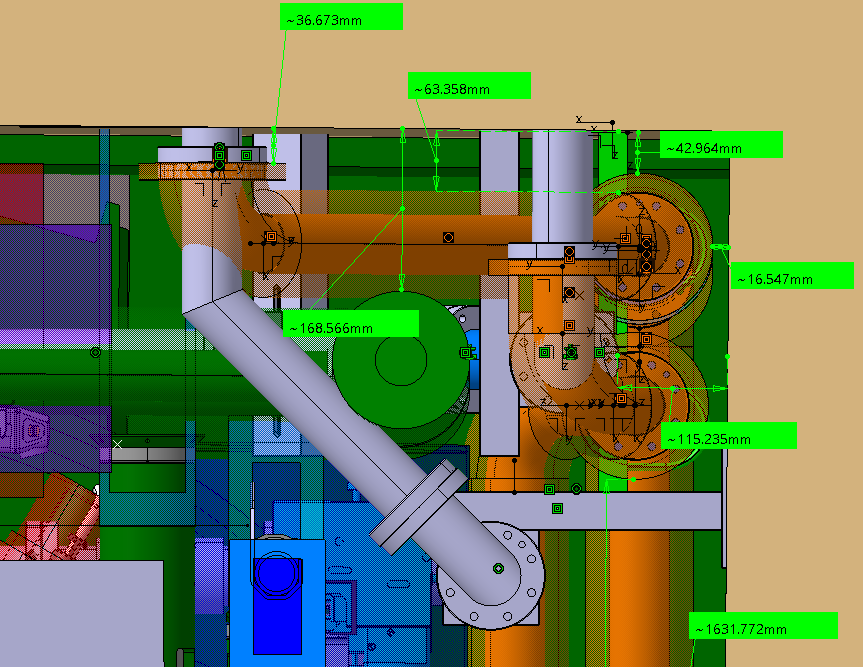 ~36.673mm
~63.358mm
x
x
z
~42.964mm
z
~16.547mm
~168.566mm
~115.235mm
~1631.772mm